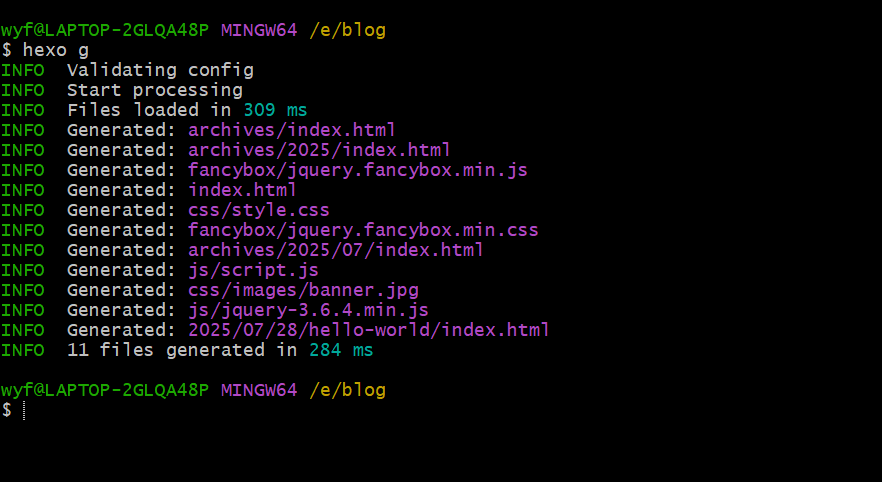 wyf@LAPTOP-2GLQA48P MINGW64 /e/blog
$ hexo g
INFO  Validating config
INFO  Start processing
INFO  Files loaded in 309 ms
INFO  Generated: archives/index.html
INFO  Generated: archives/2025/index.html
INFO  Generated: fancybox/jquery.fancybox.min.js
INFO  Generated: index.html
INFO  Generated: css/style.css
INFO  Generated: fancybox/jquery.fancybox.min.css
INFO  Generated: archives/2025/07/index.html
INFO  Generated: js/script.js
INFO  Generated: css/images/banner.jpg
INFO  Generated: js/jquery-3.6.4.min.js
INFO  Generated: 2025/07/28/hello-world/index.html
INFO  11 files generated in 284 ms
wyf@LAPTOP-2GLQA48P MINGW64 /e/blog
$